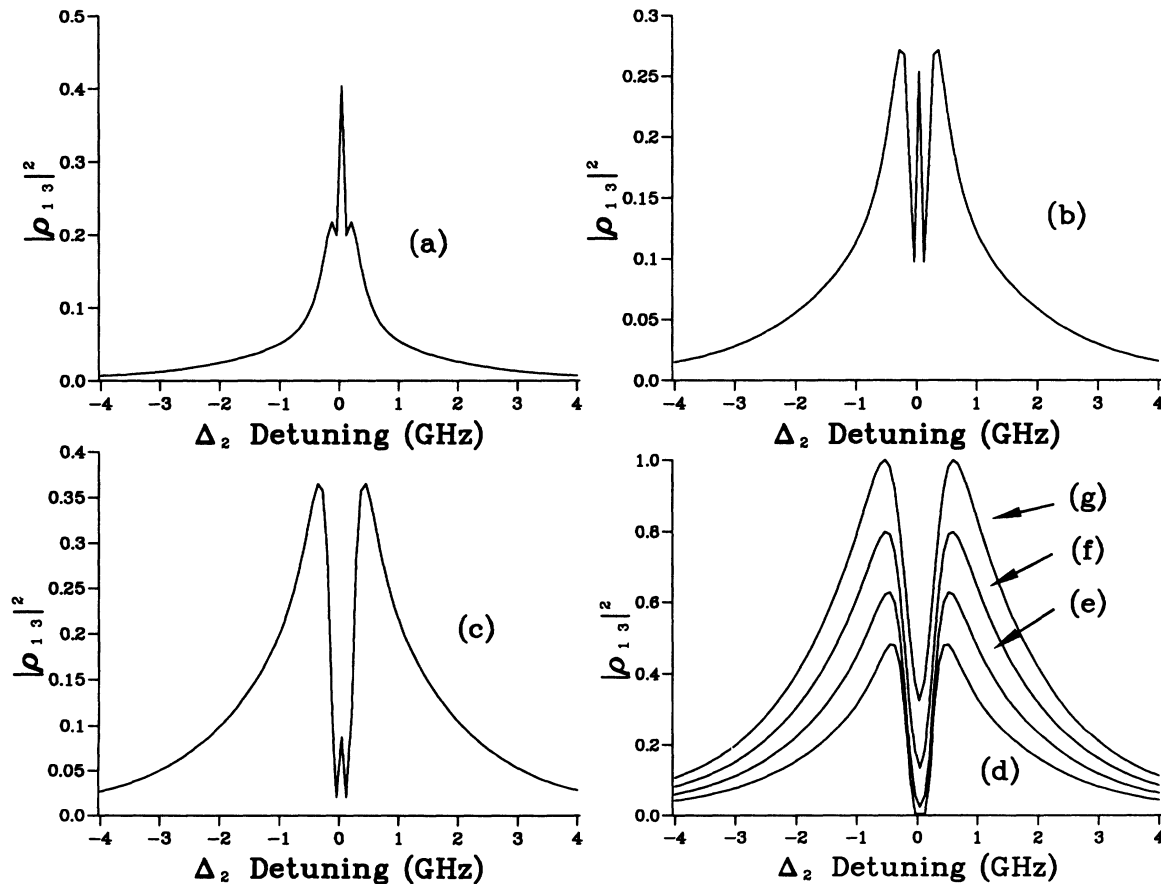 0.5
0.4
0.3
0.2
0.1
0.0
|ρ₁₃|²
(a)
−4 −3 −2 −1 0 1 2 3 4
Δ₂ Detuning (GHz)
0.3
0.25
0.2
0.15
0.1
0.05
0
|ρ₁₃|²
(b)
−4 −3 −2 −1 0 1 2 3 4
Δ₂ Detuning (GHz)
0.4
0.35
0.3
0.25
0.2
0.15
0.1
0.05
0.0
|ρ₁₃|²
(c)
−4 −3 −2 −1 0 1 2 3 4
Δ₂ Detuning (GHz)
1.0
0.8
0.6
0.4
0.2
0.0
|ρ₁₃|²
(g)
(f)
(e)
(d)
−4 −3 −2 −1 0 1 2 3 4
Δ₂ Detuning (GHz)